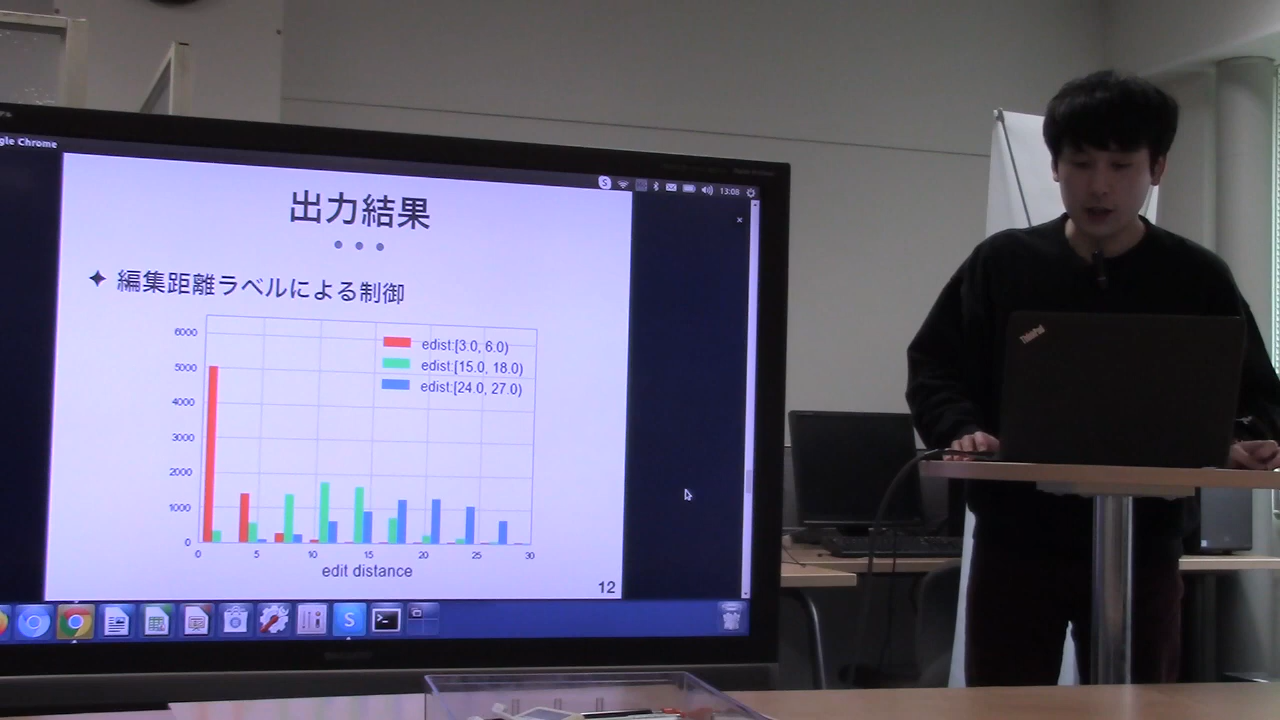 gle Chrome
13:08
出力結果
編集距離ラベルによる制御
6000
5000
4000
3000
2000
1000
0
edist:[3.0, 6.0)
edist:[15.0, 18.0)
edist:[24.0, 27.0)
0 5 10 15 20 25 30
edit distance
12
ThinkPad